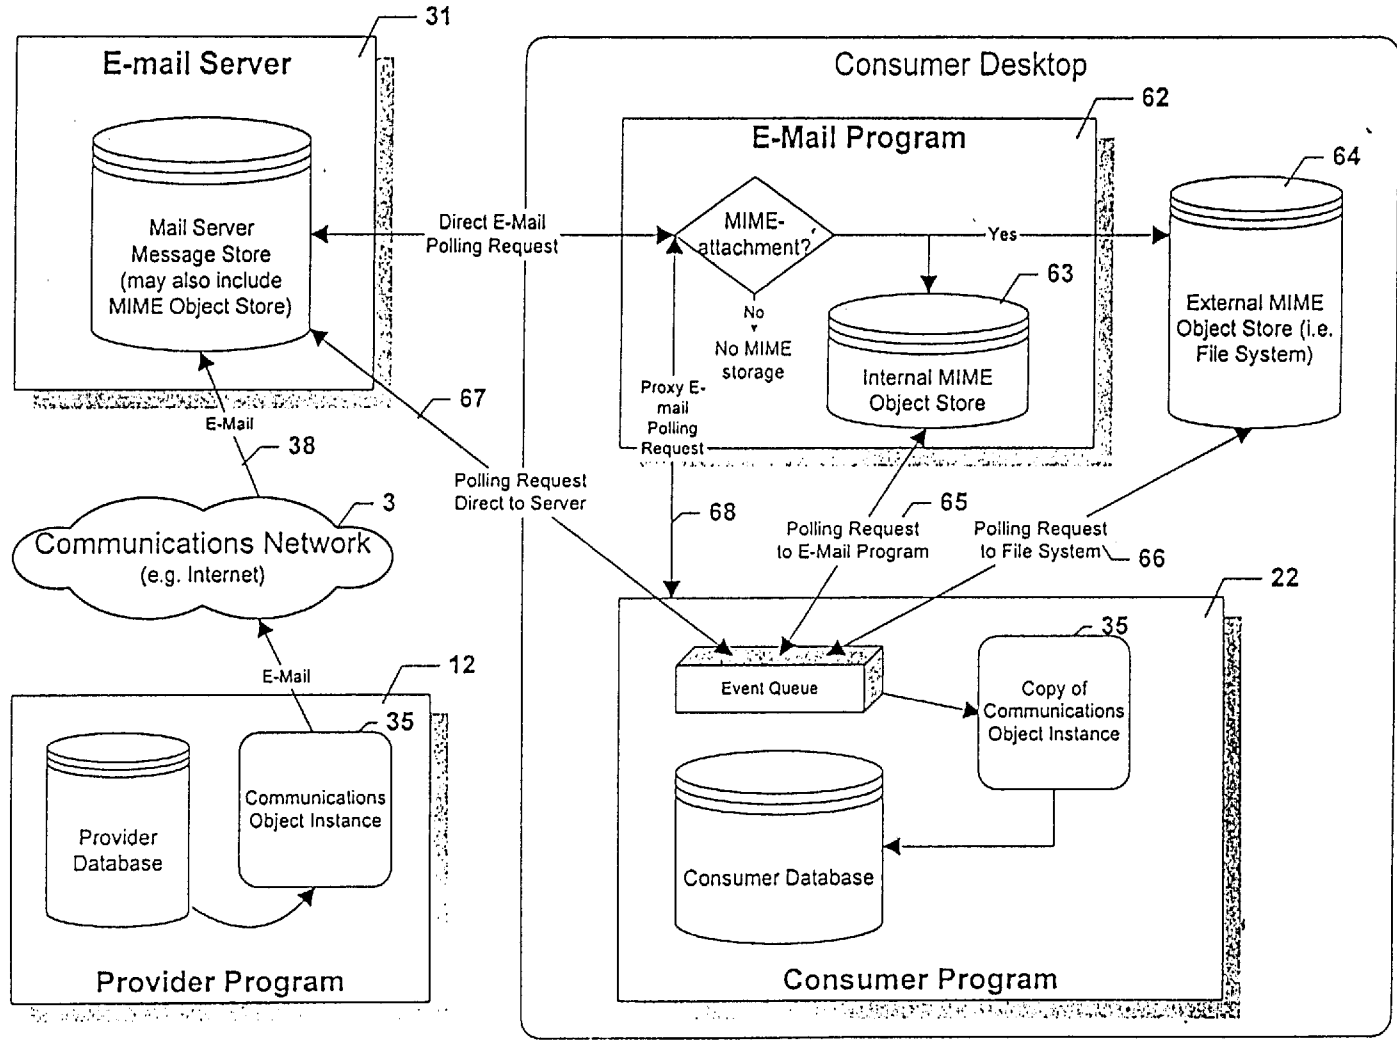 31
E-mail Server
Mail Server
Message Store
(may also include
MIME Object Store)
E-Mail
38
3
Communications Network
(e.g. Internet)
E-Mail
12
35
Communications
Object Instance
Provider
Database
Provider Program
Direct E-Mail
Polling Request
67
Polling Request
Direct to Server
Consumer Desktop
62
E-Mail Program
MIME-
attachment?
Yes
No
No MIME
storage
63
Internal MIME
Object Store
64
External MIME
Object Store (i.e.
File System)
Proxy E-
mail
Polling
Request
68
65
Polling Request
to E-Mail Program
Polling Request
to File System
66
22
Event Queue
35
Copy of
Communications
Object Instance
Consumer Database
Consumer Program